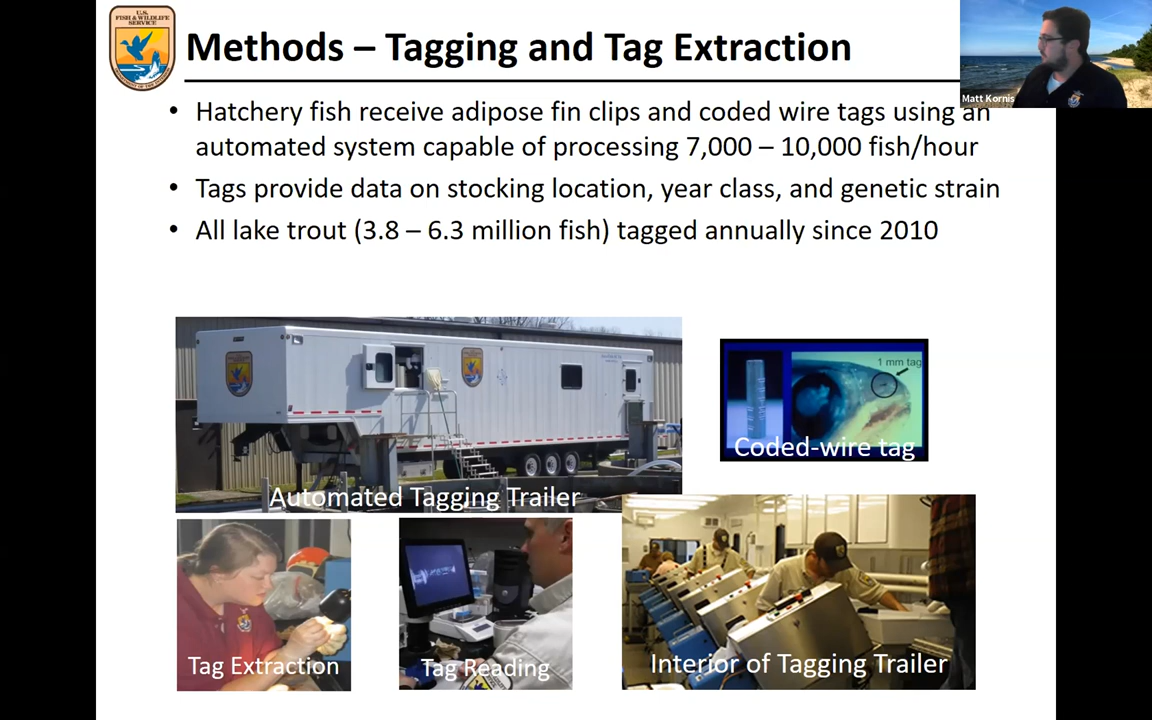 U.S.
FISH & WILDLIFE
SERVICE
Methods – Tagging and Tag Extraction
Matt Kornis
• Hatchery fish receive adipose fin clips and coded wire tags using an
automated system capable of processing 7,000 – 10,000 fish/hour
• Tags provide data on stocking location, year class, and genetic strain
• All lake trout (3.8 – 6.3 million fish) tagged annually since 2010
1 mm tag
Coded-wire tag
Automated Tagging Trailer
Tag Extraction
Tag Reading
Interior of Tagging Trailer